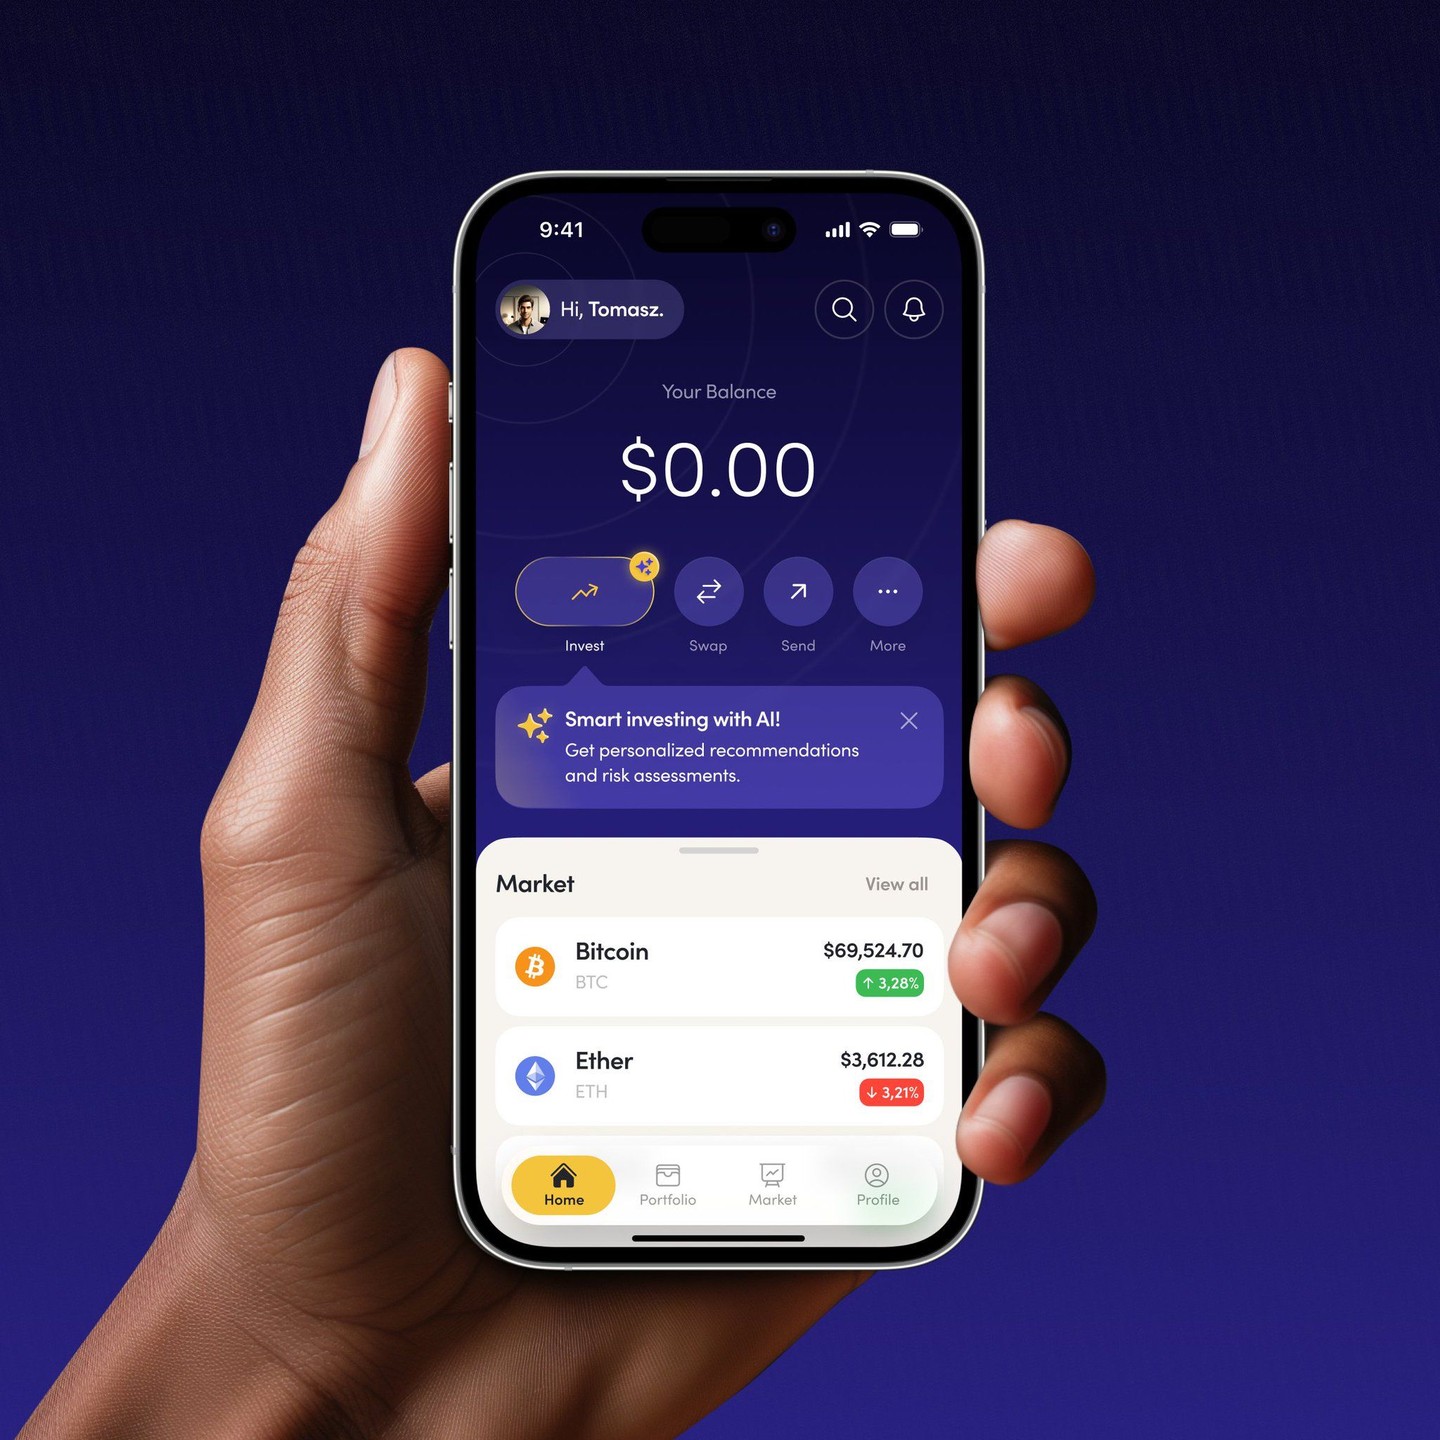 9:41
Hi, Tomasz.
Your Balance
$0.00
Invest
Swap
Send
More
Smart investing with AI!
Get personalized recommendations
and risk assessments.
Market
View all
Bitcoin
$69,524.70
BTC
↑ 3,28%
Ether
$3,612.28
ETH
↓ 3,21%
Home
Portfolio
Market
Profile